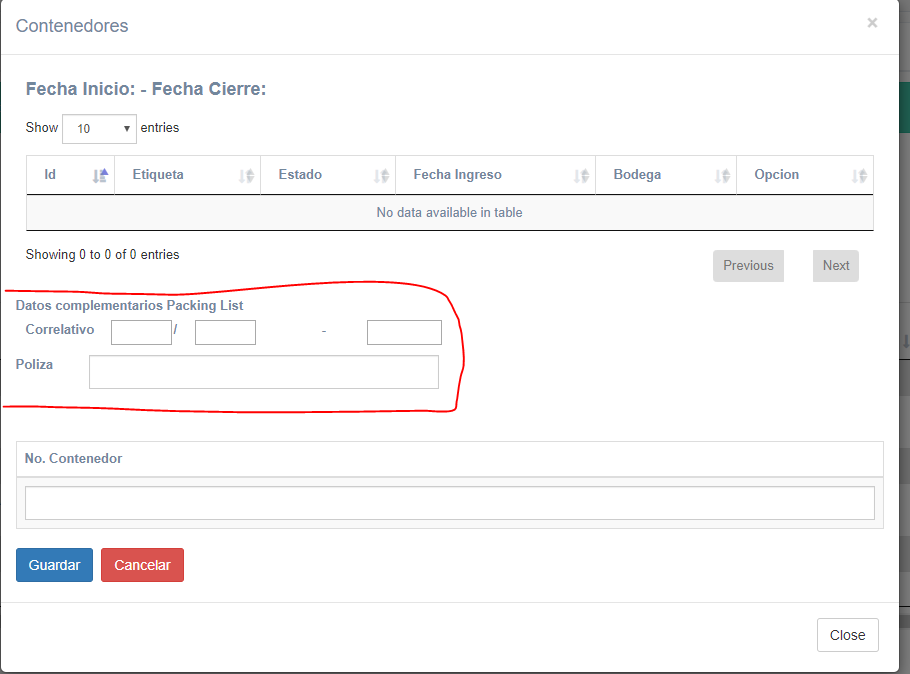 Contenedores ×
Fecha Inicio: - Fecha Cierre:
Show 10 entries
Id Etiqueta Estado Fecha Ingreso Bodega Opcion
No data available in table
Showing 0 to 0 of 0 entries
Previous Next
Datos complementarios Packing List
Correlativo / -
Poliza
No. Contenedor
Guardar Cancelar
Close